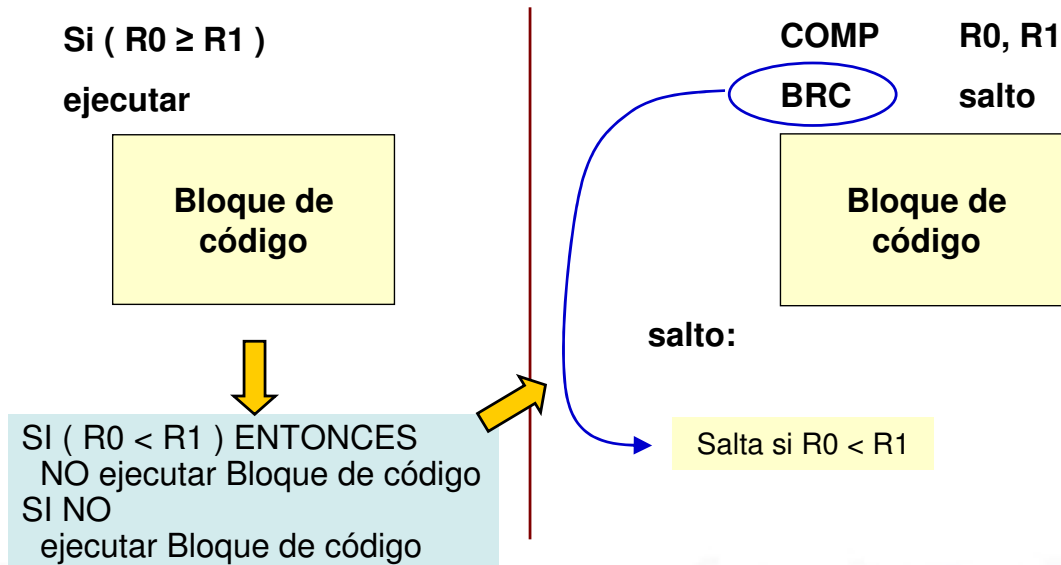 Si ( R0 ≥ R1 )
ejecutar
Bloque de
código
SI ( R0 < R1 ) ENTONCES
NO ejecutar Bloque de código
SI NO
ejecutar Bloque de código
COMP R0, R1
BRC salto
Bloque de
código
salto:
Salta si R0 < R1